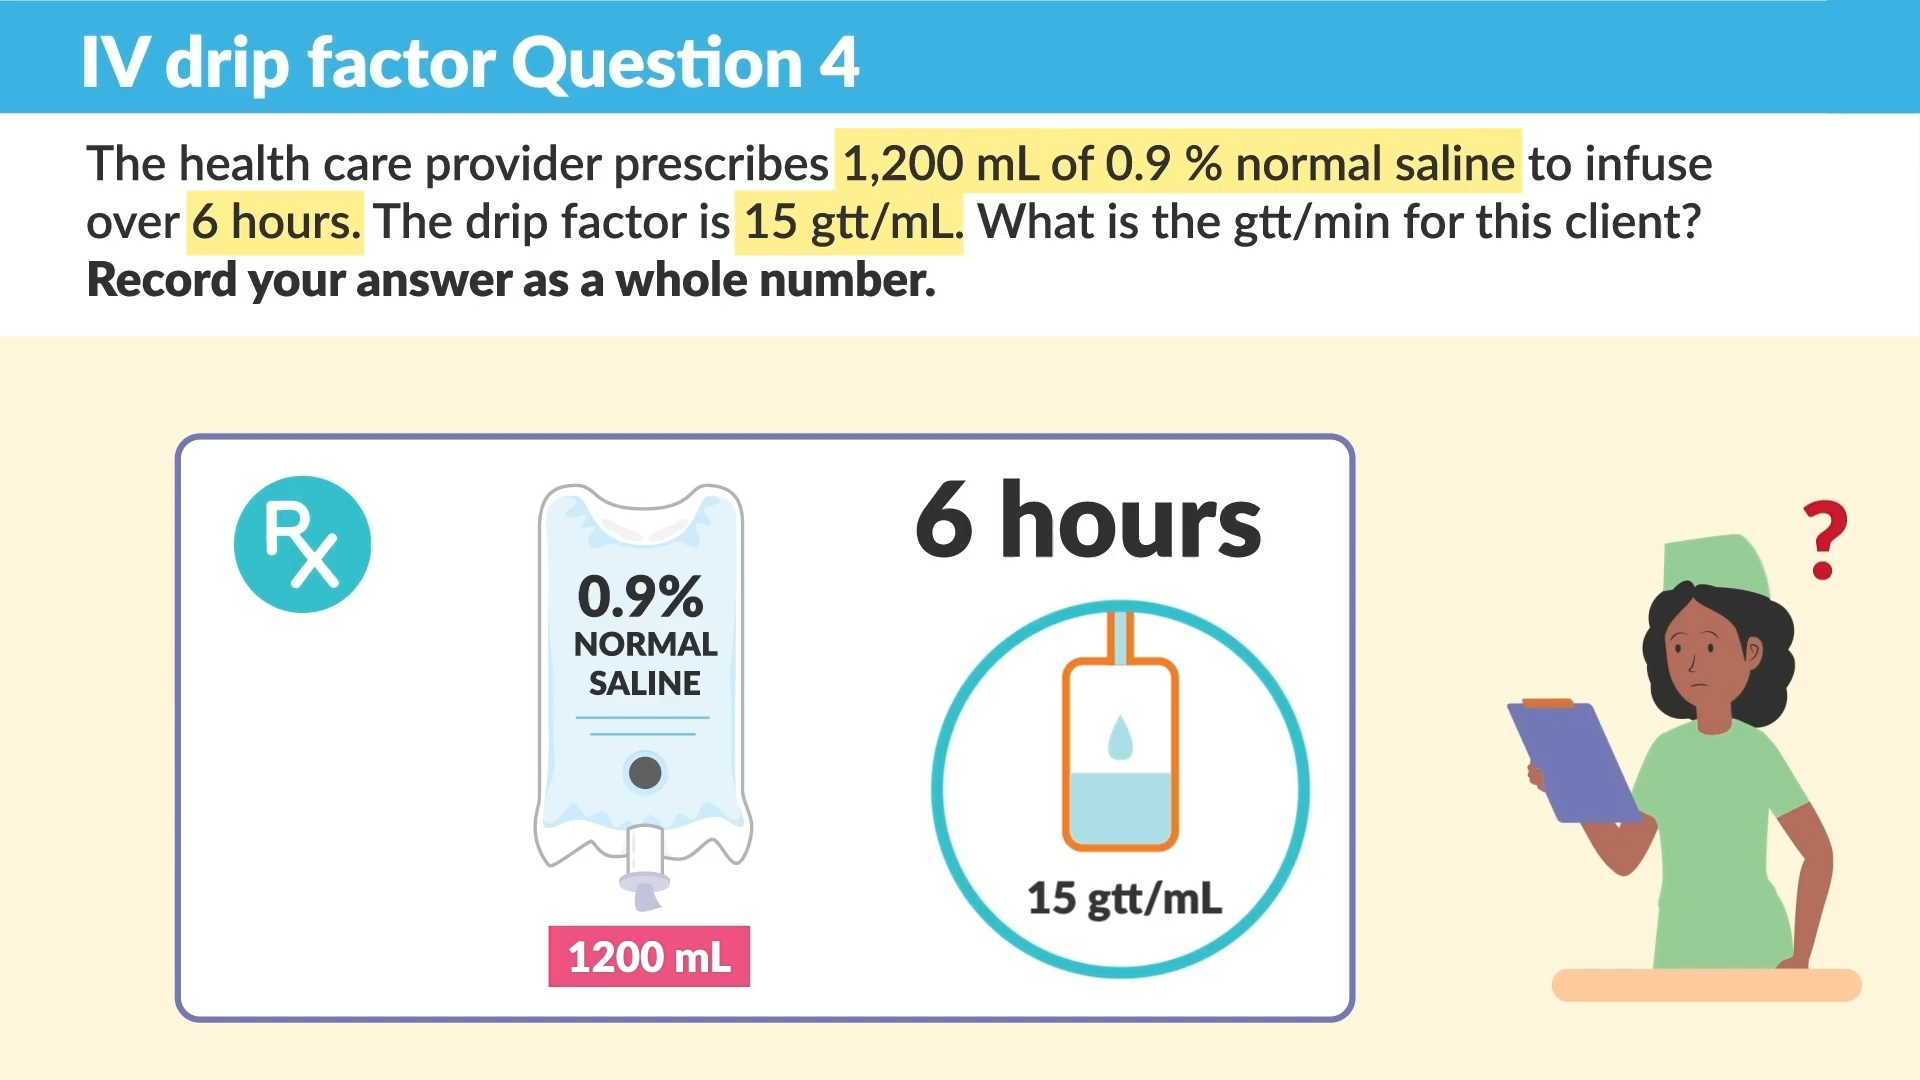 IV drip factor Question 4
The health care provider prescribes 1,200 mL of 0.9 % normal saline to infuse
over 6 hours. The drip factor is 15 gtt/mL. What is the gtt/min for this client?
Record your answer as a whole number.
Rx
0.9%
NORMAL
SALINE
1200 mL
6 hours
15 gtt/mL
?